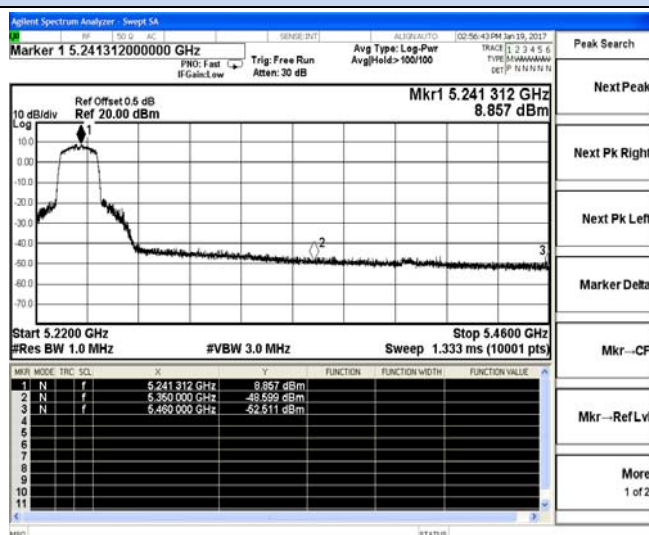 Agilent Spectrum Analyzer - Swept SA
RF 50 Ω AC SENSE:INT ALIGN AUTO 02:56:43 PM Jan 19, 2017
Marker 1 5.241312000000 GHz
PNO: Fast
IFGain:Low
Trig: Free Run
Atten: 30 dB
Avg Type: Log-Pwr
Avg|Hold:>100/100
TRACE 1 2 3 4 5 6
TYPE MWWWWW
DET P N N N N N
Peak Search
Ref Offset 0.5 dB
10 dB/div Ref 20.00 dBm
Log
Mkr1 5.241 312 GHz
8.857 dBm
1
10.0
0.00
-10.0
-20.0
-30.0
-40.0
-50.0
-60.0
-70.0
2
3
Start 5.2200 GHz Stop 5.4600 GHz
#Res BW 1.0 MHz #VBW 3.0 MHz Sweep 1.333 ms (10001 pts)
MKR MODE TRC SCL X Y FUNCTION FUNCTION WIDTH FUNCTION VALUE
1 N f 5.241 312 GHz 8.857 dBm
2 N f 5.350 000 GHz -48.599 dBm
3 N f 5.460 000 GHz -52.511 dBm
4
5
6
7
8
9
10
11
MSG STATUS
Next Peak
Next Pk Right
Next Pk Left
Marker Delta
Mkr→CF
Mkr→Ref Lvl
More
1 of 2